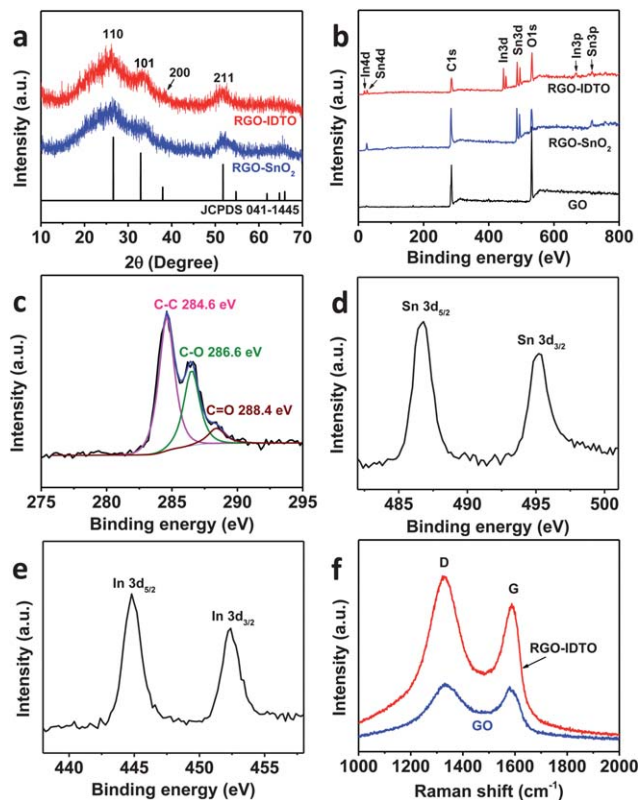 a
110
101
200
211
RGO-IDTO
RGO-SnO₂
JCPDS 041-1445
Intensity (a.u.)
10 20 30 40 50 60 70
2θ (Degree)
b
In4d
Sn4d
C1s
In3d
Sn3d
O1s
In3p
Sn3p
RGO-IDTO
RGO-SnO₂
GO
Intensity (a.u.)
0 200 400 600 800
Binding energy (eV)
c
C-C 284.6 eV
C-O 286.6 eV
C=O 288.4 eV
Intensity (a.u.)
275 280 285 290 295
Binding energy (eV)
d
Sn 3d₅/₂
Sn 3d₃/₂
Intensity (a.u.)
485 490 495 500
Binding energy (eV)
e
In 3d₅/₂
In 3d₃/₂
Intensity (a.u.)
440 445 450 455
Binding energy (eV)
f
D
G
RGO-IDTO
GO
Intensity (a.u.)
1000 1200 1400 1600 1800 2000
Raman shift (cm⁻¹)